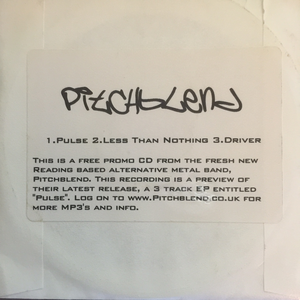 Pitchblend
1.Pulse 2.Less Than Nothing 3.Driver
This is a free promo CD from the fresh new
Reading based alternative metal band,
Pitchblend. This recording is a preview of
their latest release, a 3 track EP entitled
"Pulse". Log on to www.Pitchblend.co.uk for
more MP3's and info.